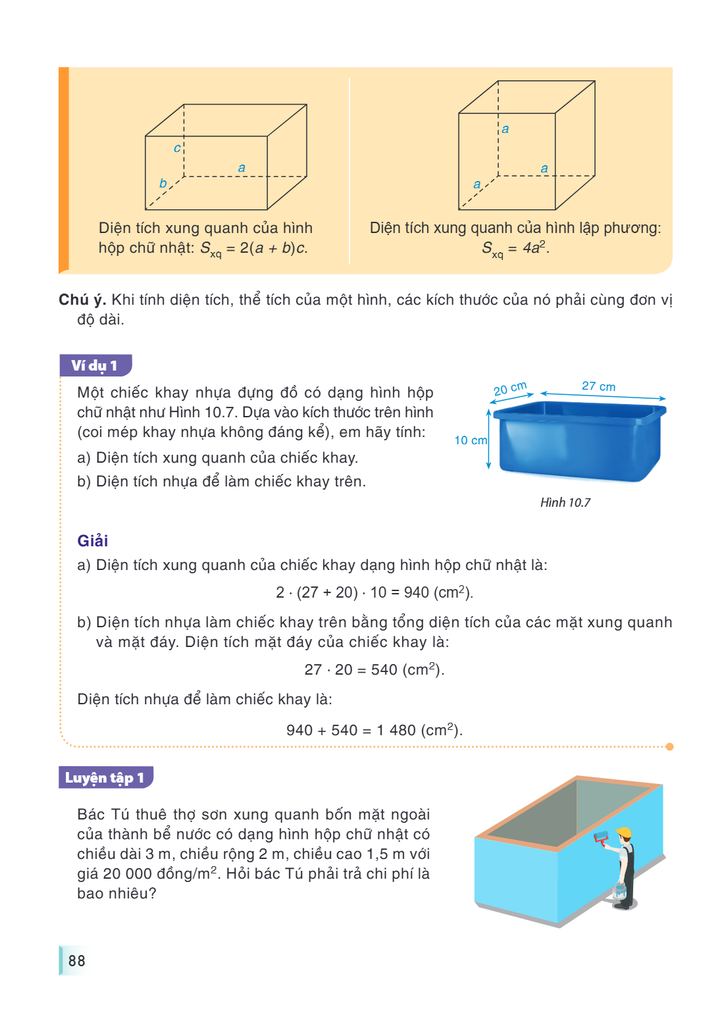 c
a
b
a
a
a
Diện tích xung quanh của hình
hộp chữ nhật: Sxq = 2(a + b)c.
Diện tích xung quanh của hình lập phương:
Sxq = 4a².
Chú ý. Khi tính diện tích, thể tích của một hình, các kích thước của nó phải cùng đơn vị
độ dài.
Ví dụ 1
Một chiếc khay nhựa đựng đồ có dạng hình hộp
chữ nhật như Hình 10.7. Dựa vào kích thước trên hình
(coi mép khay nhựa không đáng kể), em hãy tính:
a) Diện tích xung quanh của chiếc khay.
b) Diện tích nhựa để làm chiếc khay trên.
20 cm
27 cm
10 cm
Hình 10.7
Giải
a) Diện tích xung quanh của chiếc khay dạng hình hộp chữ nhật là:
2 · (27 + 20) · 10 = 940 (cm²).
b) Diện tích nhựa làm chiếc khay trên bằng tổng diện tích của các mặt xung quanh
và mặt đáy. Diện tích mặt đáy của chiếc khay là:
27 · 20 = 540 (cm²).
Diện tích nhựa để làm chiếc khay là:
940 + 540 = 1 480 (cm²).
Luyện tập 1
Bác Tú thuê thợ sơn xung quanh bốn mặt ngoài
của thành bể nước có dạng hình hộp chữ nhật có
chiều dài 3 m, chiều rộng 2 m, chiều cao 1,5 m với
giá 20 000 đồng/m². Hỏi bác Tú phải trả chi phí là
bao nhiêu?
88